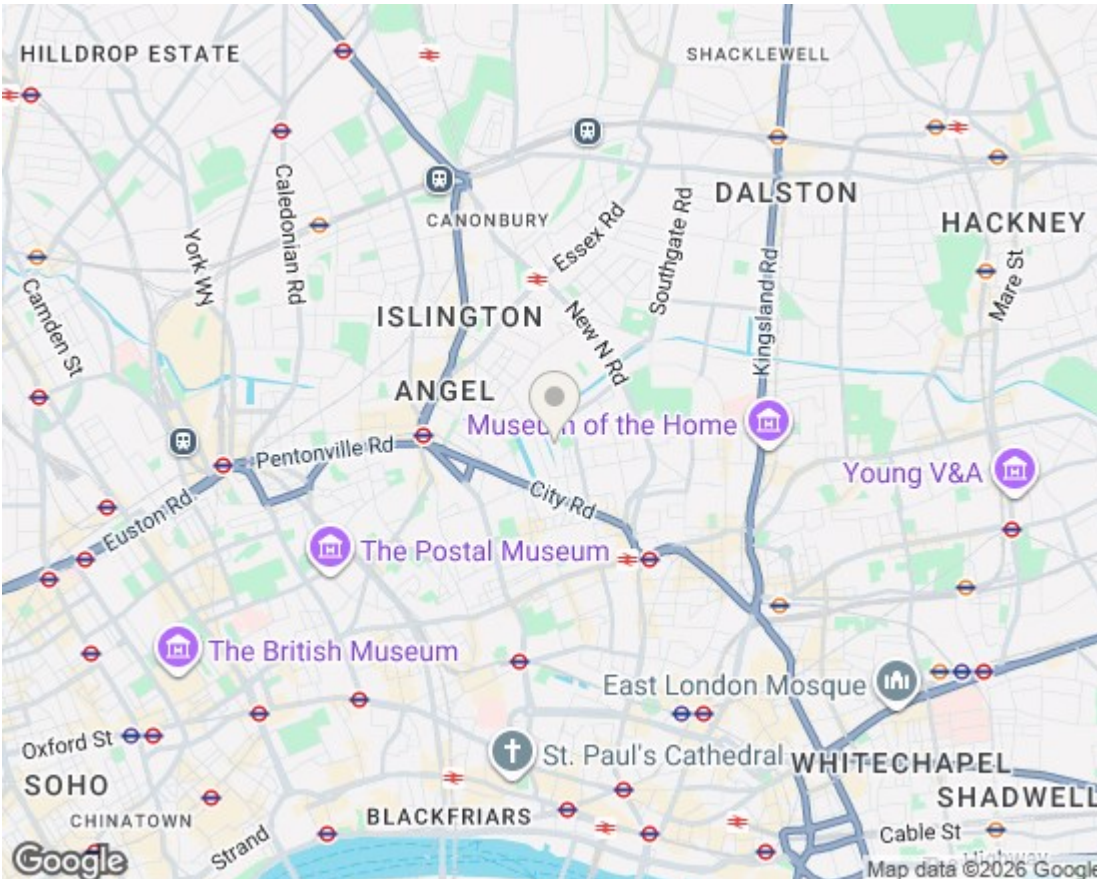 HILLDROP ESTATE
SHACKLEWELL
Caledonian Rd
DALSTON
CANONBURY
Essex Rd
Southgate Rd
HACKNEY
York WN
Camden St
Mare St
ISLINGTON
New N Rd
Kingsland Rd
ANGEL
Museum of the Home
Pentonville Rd
Young V&A
City Rd
Euston Rd
The Postal Museum
The British Museum
East London Mosque
Oxford St
St. Paul's Cathedral
WHITECHAPEL
SOHO
SHADWELL
CHINATOWN
BLACKFRIARS
Strand
Cable St
Highway
Google
Map data ©2026 Google